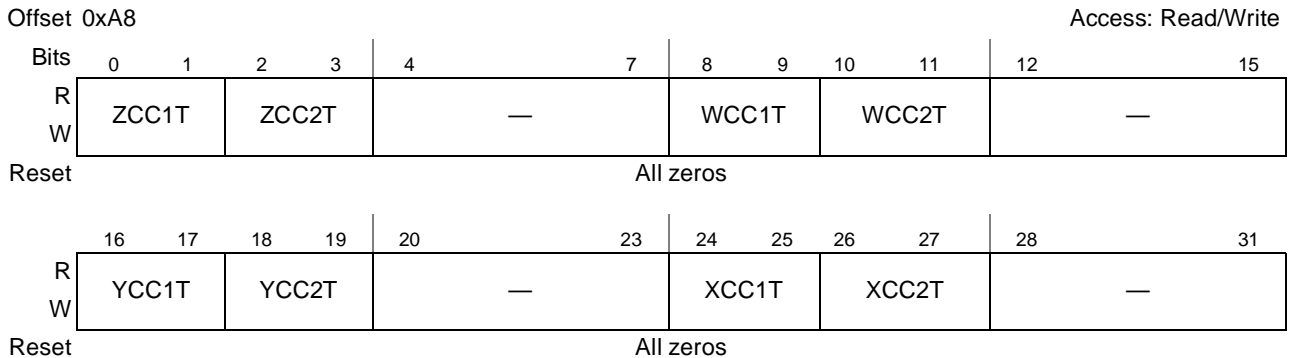 Offset 0xA8 Access: Read/Write
Bits 0 1 2 3 4 7 8 9 10 11 12 15
R
W ZCC1T ZCC2T — WCC1T WCC2T —
Reset All zeros
16 17 18 19 20 23 24 25 26 27 28 31
R
W YCC1T YCC2T — XCC1T XCC2T —
Reset All zeros